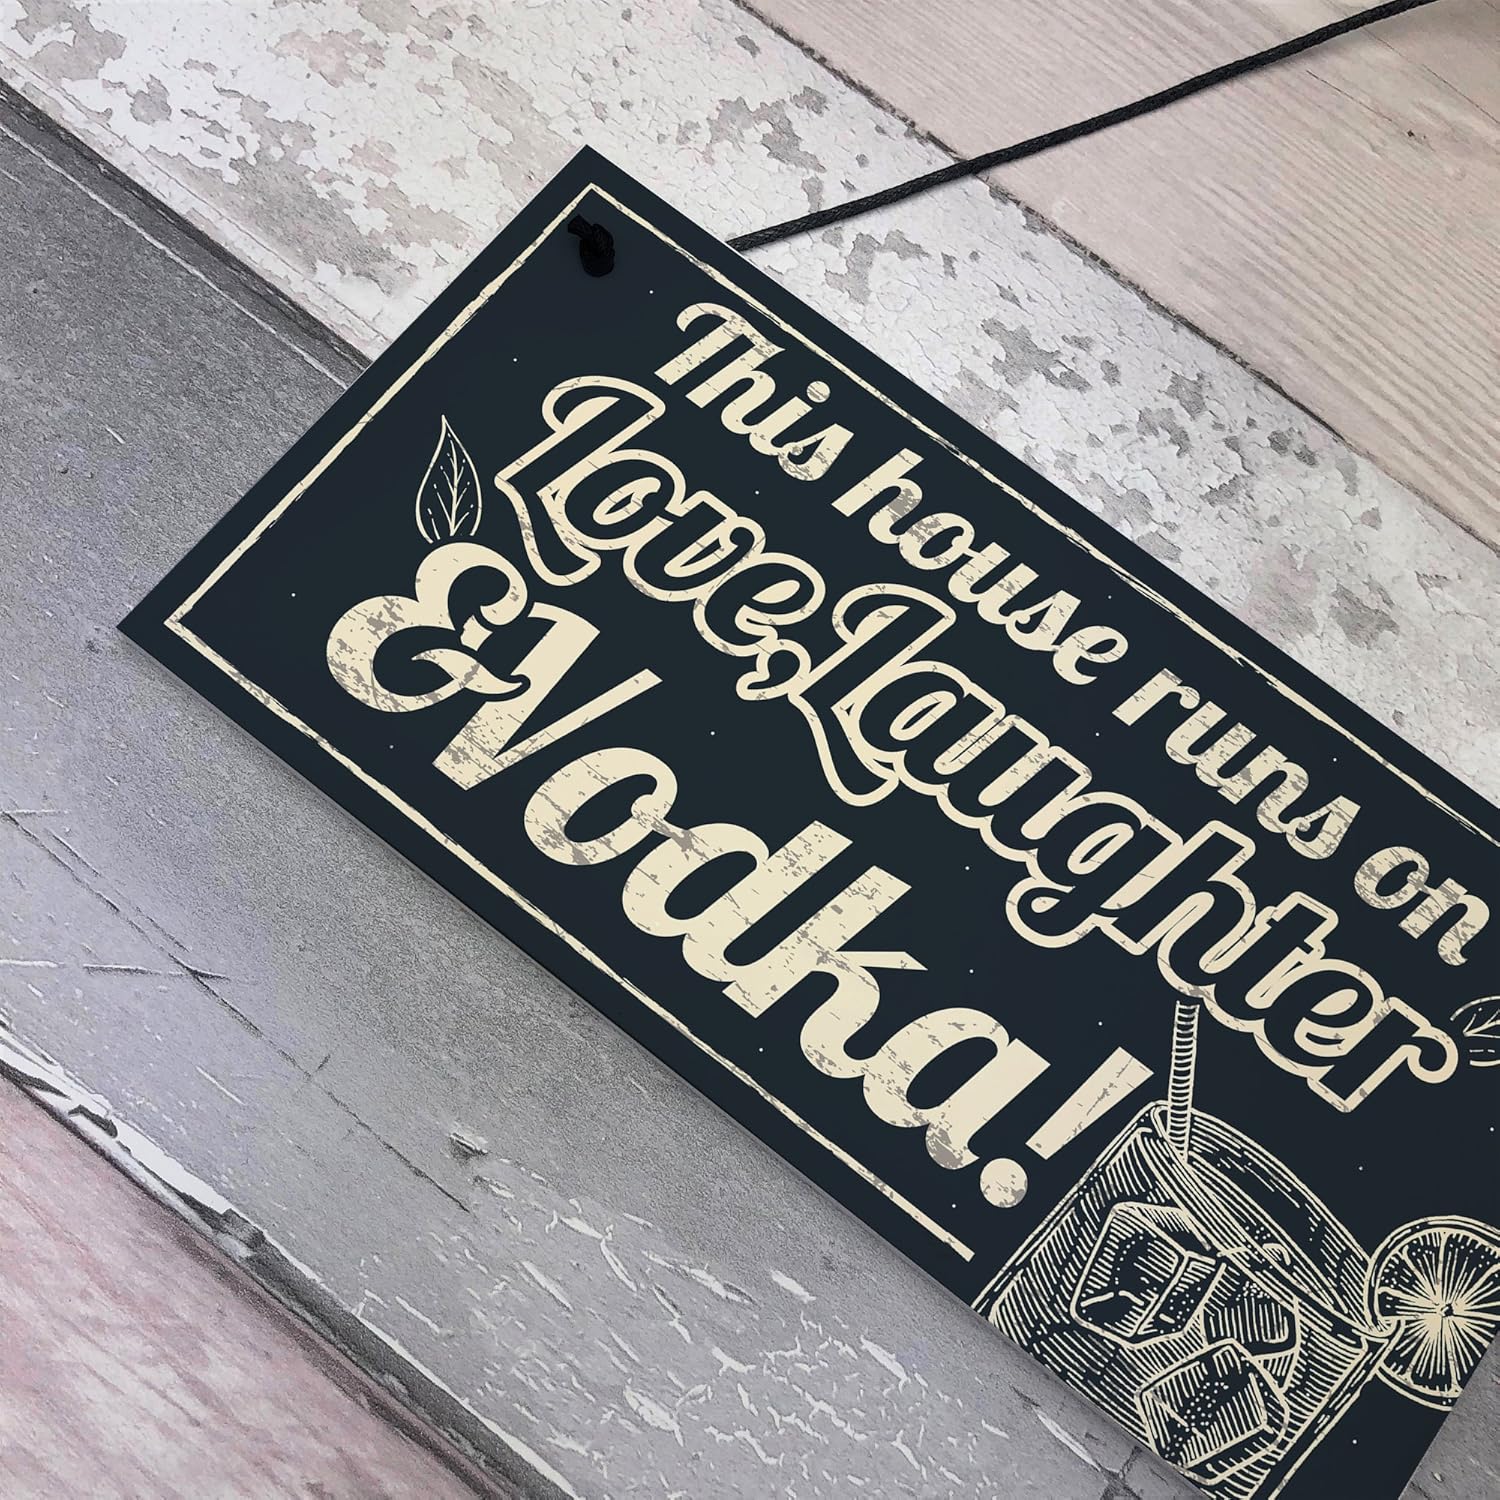 This house runs on
Love, Laughter
& Vodka!